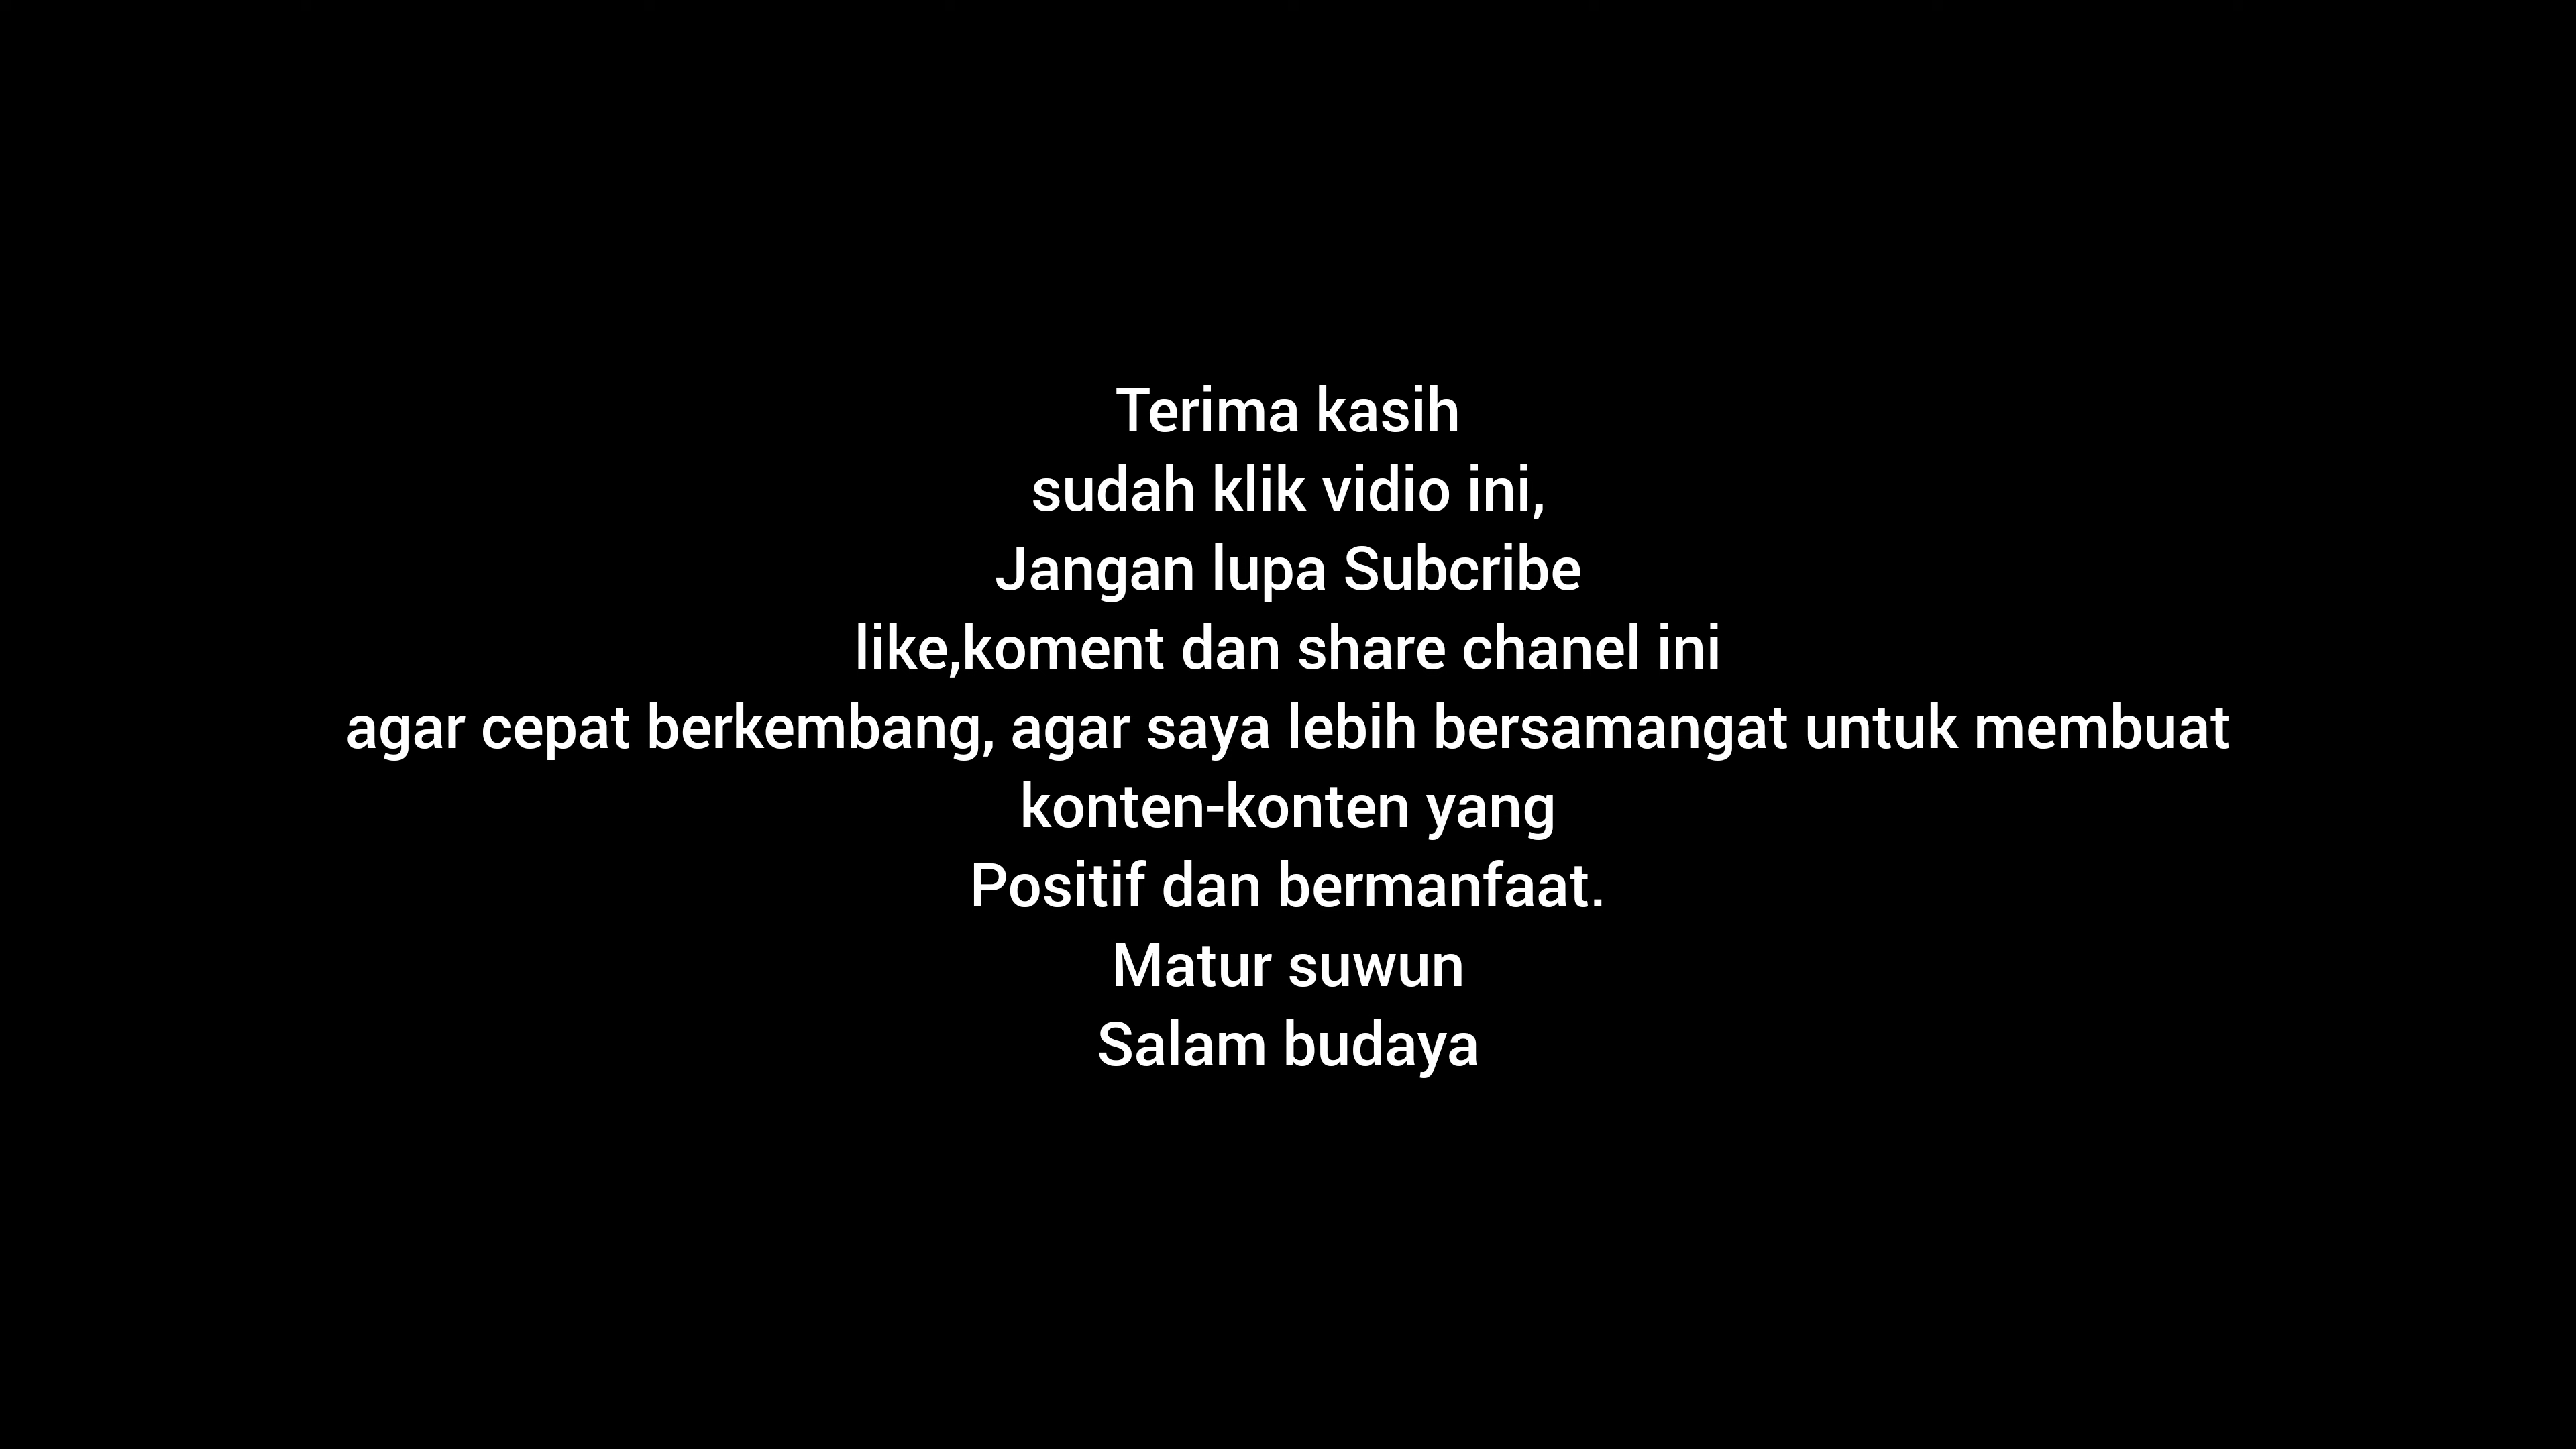 Terima kasih
sudah klik vidio ini,
Jangan lupa Subcribe
like,koment dan share chanel ini
agar cepat berkembang, agar saya lebih bersamangat untuk membuat
konten-konten yang
Positif dan bermanfaat.
Matur suwun
Salam budaya